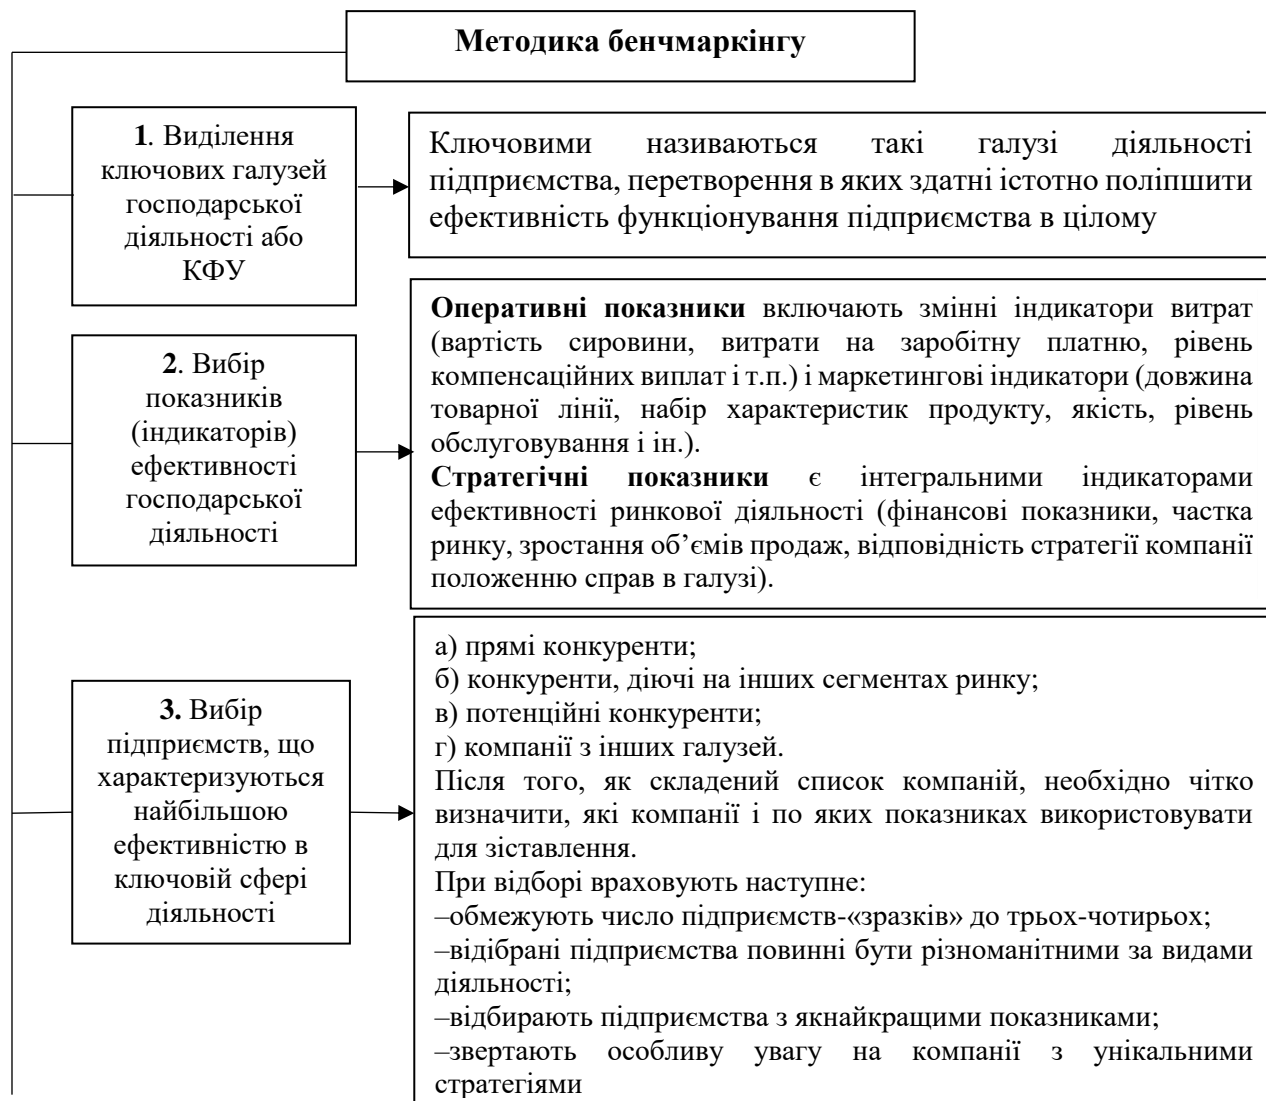 Методика бенчмаркінгу
1. Виділення
ключових галузей
господарської
діяльності або
КФУ
Ключовими називаються такі галузі діяльності
підприємства, перетворення в яких здатні істотно поліпшити
ефективність функціонування підприємства в цілому
2. Вибір
показників
(індикаторів)
ефективності
господарської
діяльності
Оперативні показники включають змінні індикатори витрат
(вартість сировини, витрати на заробітну платню, рівень
компенсаційних виплат і т.п.) і маркетингові індикатори (довжина
товарної лінії, набір характеристик продукту, якість, рівень
обслуговування і ін.).
Стратегічні показники є інтегральними індикаторами
ефективності ринкової діяльності (фінансові показники, частка
ринку, зростання об’ємів продаж, відповідність стратегії компанії
положенню справ в галузі).
3. Вибір
підприємств, що
характеризуються
найбільшою
ефективністю в
ключовій сфері
діяльності
а) прямі конкуренти;
б) конкуренти, діючі на інших сегментах ринку;
в) потенційні конкуренти;
г) компанії з інших галузей.
Після того, як складений список компаній, необхідно чітко
визначити, які компанії і по яких показниках використовувати
для зіставлення.
При відборі враховують наступне:
–обмежують число підприємств-«зразків» до трьох-чотирьох;
–відібрані підприємства повинні бути різноманітними за видами
діяльності;
–відбирають підприємства з якнайкращими показниками;
–звертають особливу увагу на компанії з унікальними
стратегіями